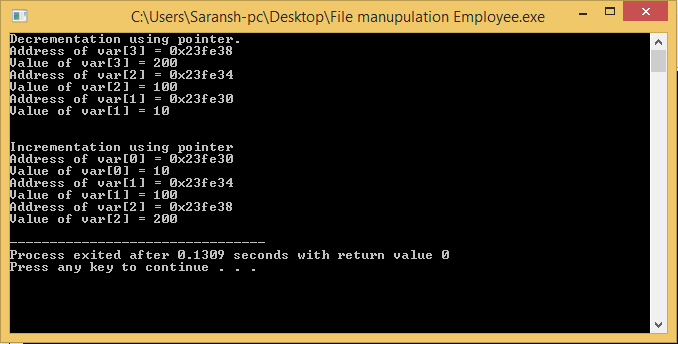 C:\Users\Saransh-pc\Desktop\File manupulation Employee.exe
Decrementation using pointer.
Address of var[3] = 0x23fe38
Value of var[3] = 200
Address of var[2] = 0x23fe34
Value of var[2] = 100
Address of var[1] = 0x23fe30
Value of var[1] = 10
Incrementation using pointer
Address of var[0] = 0x23fe30
Value of var[0] = 10
Address of var[1] = 0x23fe34
Value of var[1] = 100
Address of var[2] = 0x23fe38
Value of var[2] = 200
--------------------------------
Process exited after 0.1309 seconds with return value 0
Press any key to continue . . .